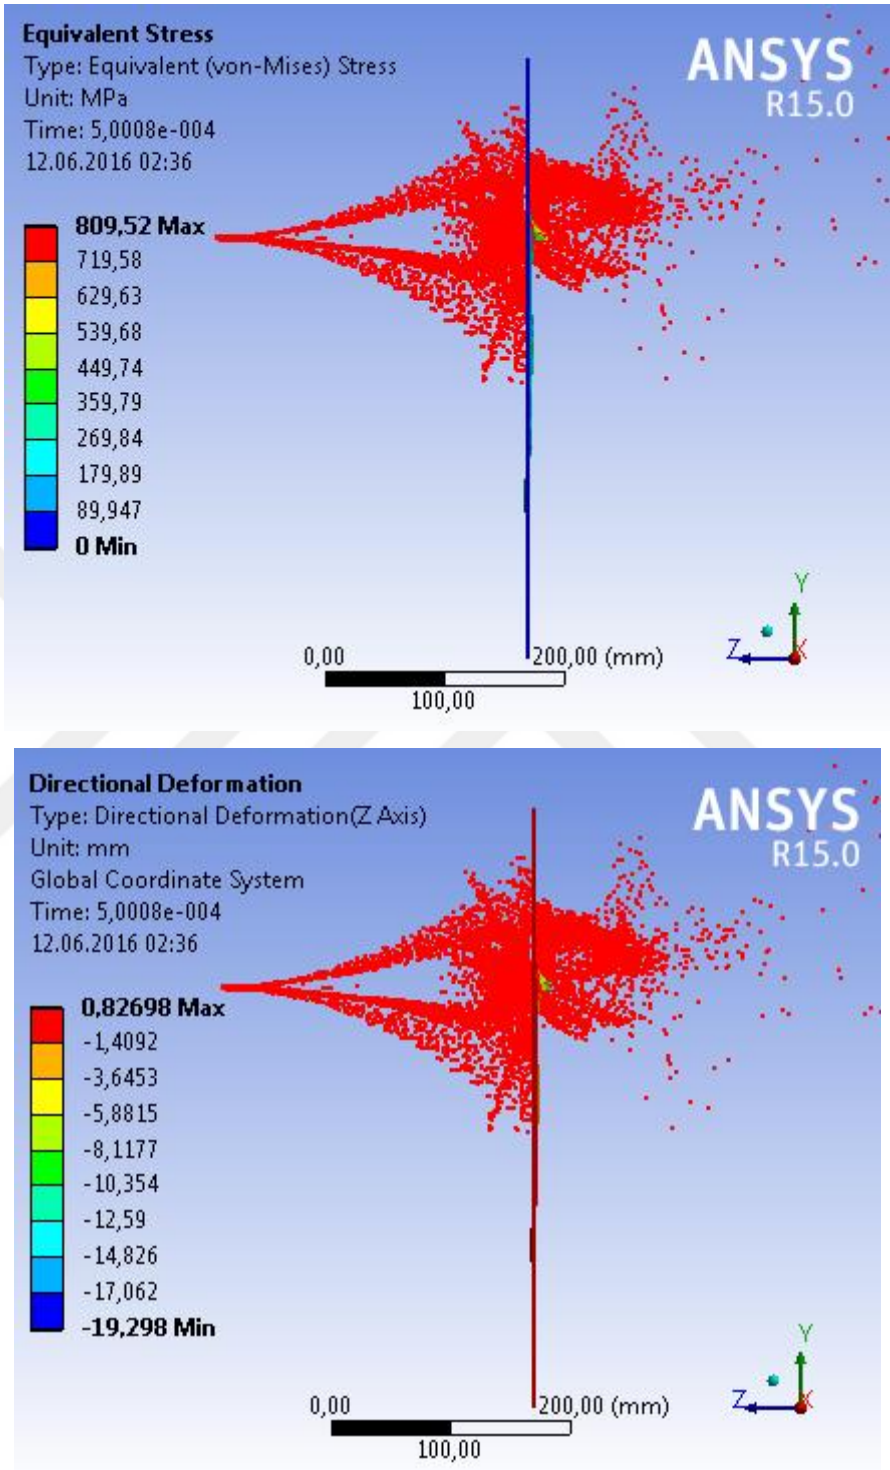 Equivalent Stress
Type: Equivalent (von-Mises) Stress
Unit: MPa
Time: 5,0008e-004
12.06.2016 02:36
ANSYS
R15.0
809,52 Max
719,58
629,63
539,68
449,74
359,79
269,84
179,89
89,947
0 Min
Y
Z
X
0,00
200,00 (mm)
100,00
Directional Deformation
Type: Directional Deformation(Z Axis)
Unit: mm
Global Coordinate System
Time: 5,0008e-004
12.06.2016 02:36
ANSYS
R15.0
0,82698 Max
-1,4092
-3,6453
-5,8815
-8,1177
-10,354
-12,59
-14,826
-17,062
-19,298 Min
Y
Z
X
0,00
200,00 (mm)
100,00